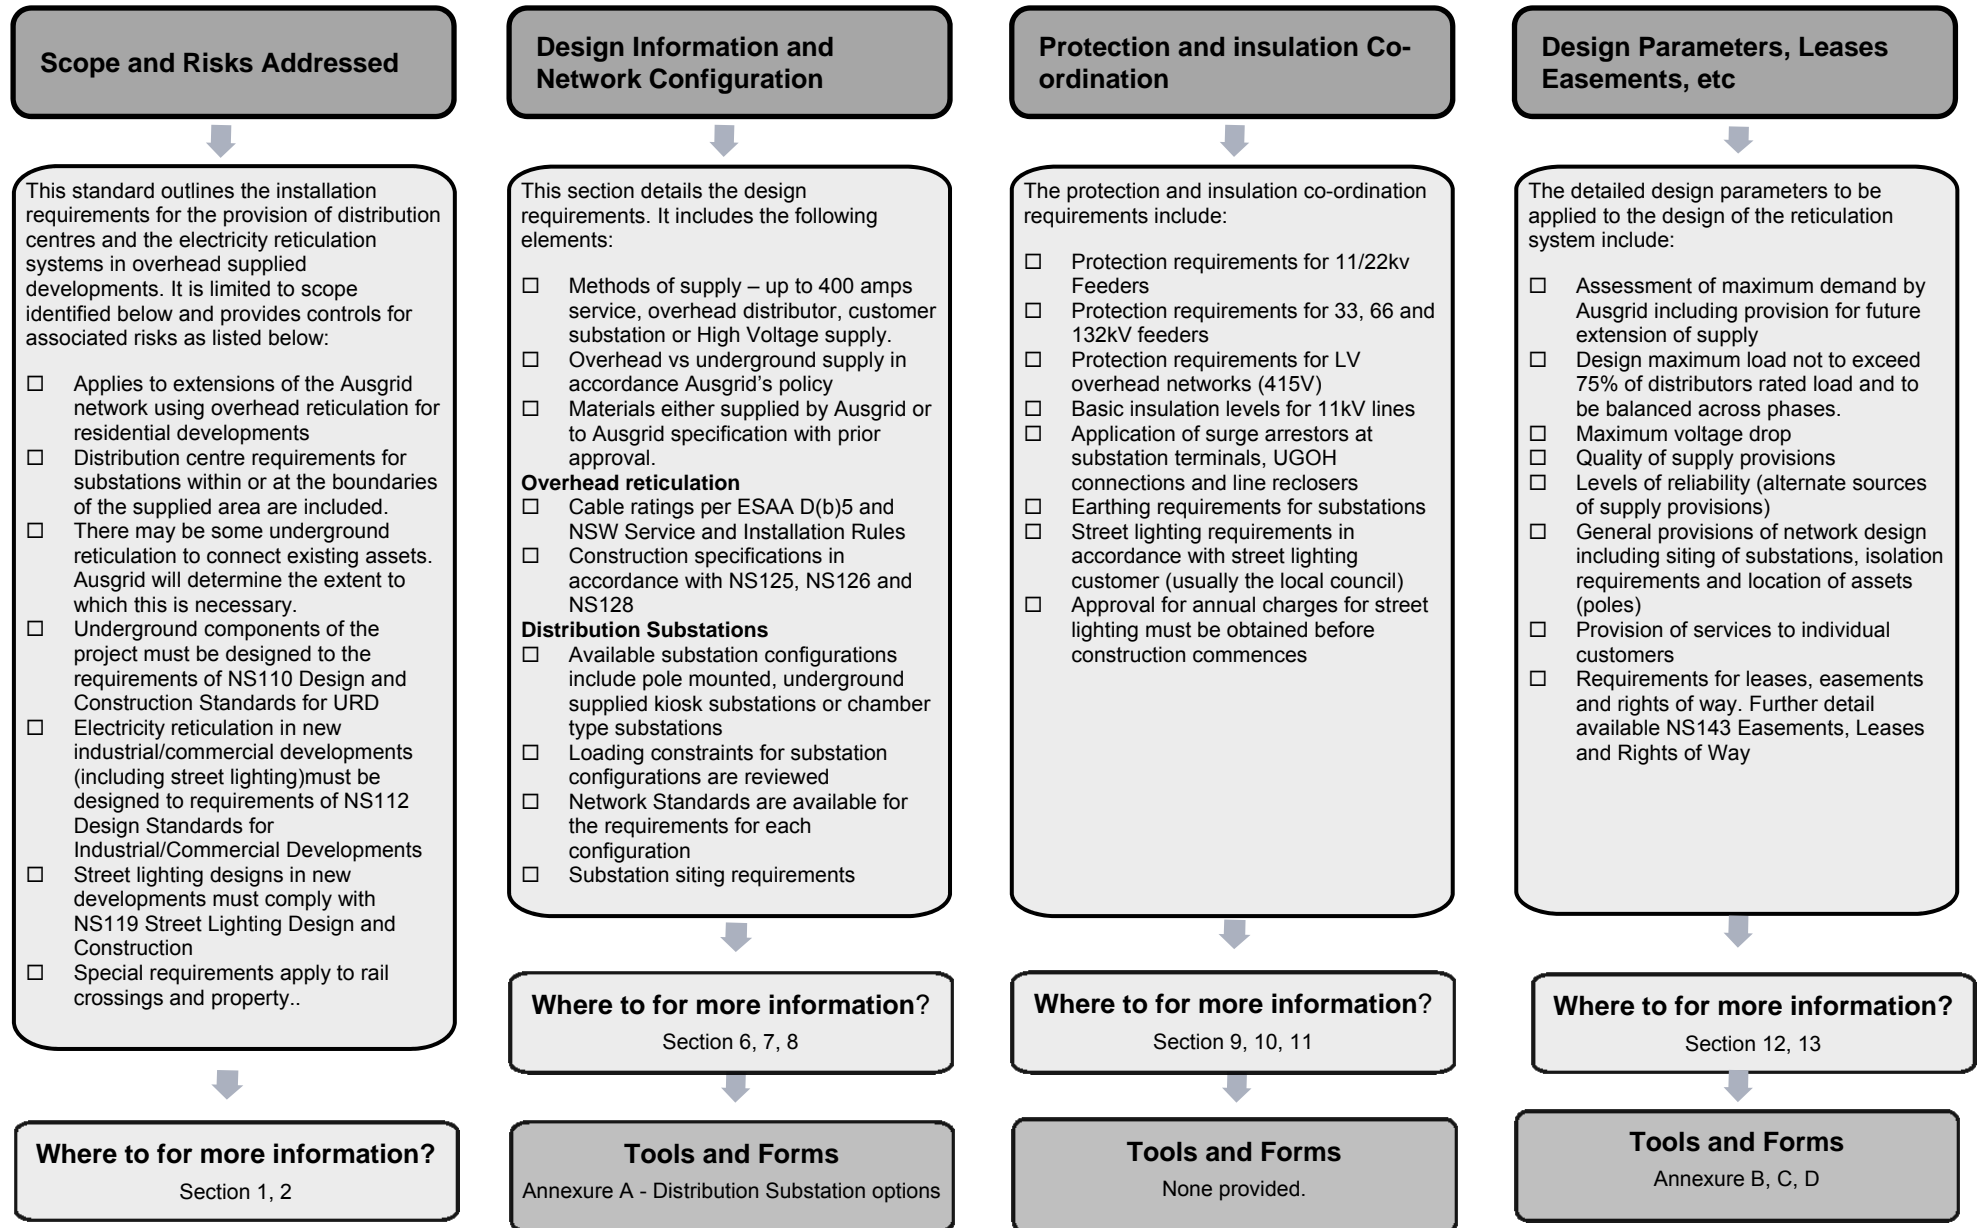 Scope and Risks Addressed
This standard outlines the installation
requirements for the provision of distribution
centres and the electricity reticulation
systems in overhead supplied
developments. It is limited to scope
identified below and provides controls for
associated risks as listed below:
□ Applies to extensions of the Ausgrid
network using overhead reticulation for
residential developments
□ Distribution centre requirements for
substations within or at the boundaries
of the supplied area are included.
□ There may be some underground
reticulation to connect existing assets.
Ausgrid will determine the extent to
which this is necessary.
□ Underground components of the
project must be designed to the
requirements of NS110 Design and
Construction Standards for URD
□ Electricity reticulation in new
industrial/commercial developments
(including street lighting)must be
designed to requirements of NS112
Design Standards for
Industrial/Commercial Developments
□ Street lighting designs in new
developments must comply with
NS119 Street Lighting Design and
Construction
□ Special requirements apply to rail
crossings and property..
Where to for more information?
Section 1, 2
Design Information and
Network Configuration
This section details the design
requirements. It includes the following
elements:
□ Methods of supply – up to 400 amps
service, overhead distributor, customer
substation or High Voltage supply.
□ Overhead vs underground supply in
accordance Ausgrid’s policy
□ Materials either supplied by Ausgrid or
to Ausgrid specification with prior
approval.
Overhead reticulation
□ Cable ratings per ESAA D(b)5 and
NSW Service and Installation Rules
□ Construction specifications in
accordance with NS125, NS126 and
NS128
Distribution Substations
□ Available substation configurations
include pole mounted, underground
supplied kiosk substations or chamber
type substations
□ Loading constraints for substation
configurations are reviewed
□ Network Standards are available for
the requirements for each
configuration
□ Substation siting requirements
Where to for more information?
Section 6, 7, 8
Tools and Forms
Annexure A - Distribution Substation options
Protection and insulation Co-
ordination
The protection and insulation co-ordination
requirements include:
□ Protection requirements for 11/22kv
Feeders
□ Protection requirements for 33, 66 and
132kV feeders
□ Protection requirements for LV
overhead networks (415V)
□ Basic insulation levels for 11kV lines
□ Application of surge arrestors at
substation terminals, UGOH
connections and line reclosers
□ Earthing requirements for substations
□ Street lighting requirements in
accordance with street lighting
customer (usually the local council)
□ Approval for annual charges for street
lighting must be obtained before
construction commences
Where to for more information?
Section 9, 10, 11
Tools and Forms
None provided.
Design Parameters, Leases
Easements, etc
The detailed design parameters to be
applied to the design of the reticulation
system include:
□ Assessment of maximum demand by
Ausgrid including provision for future
extension of supply
□ Design maximum load not to exceed
75% of distributors rated load and to
be balanced across phases.
□ Maximum voltage drop
□ Quality of supply provisions
□ Levels of reliability (alternate sources
of supply provisions)
□ General provisions of network design
including siting of substations, isolation
requirements and location of assets
(poles)
□ Provision of services to individual
customers
□ Requirements for leases, easements
and rights of way. Further detail
available NS143 Easements, Leases
and Rights of Way
Where to for more information?
Section 12, 13
Tools and Forms
Annexure B, C, D